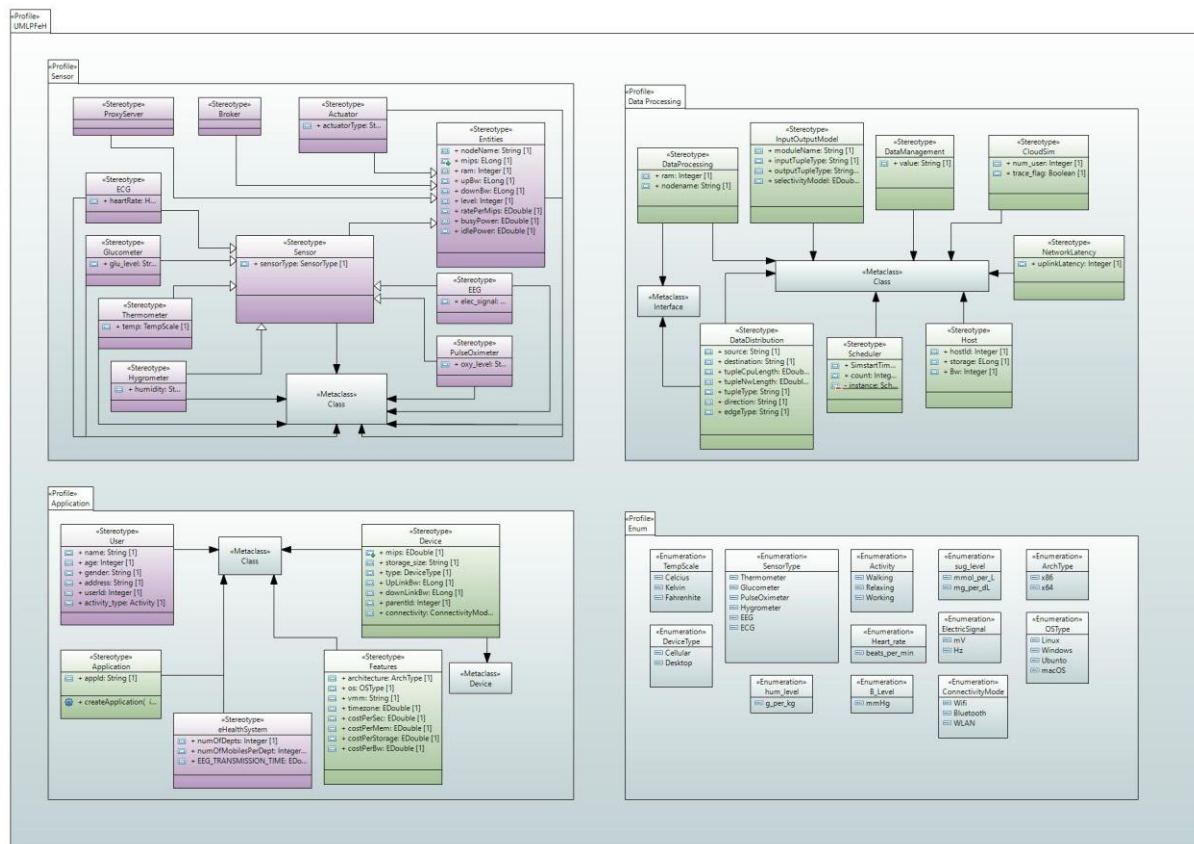 «Profile»
UMLPFeH
«Profile»
Sensor
«Stereotype»
ProxyServer
«Stereotype»
Broker
«Stereotype»
Actuator
+ actuatorType: St...
«Stereotype»
Entities
+ nodeName: String [1]
+ mips: ELong [1]
+ ram: Integer [1]
+ upBw: ELong [1]
+ downBw: ELong [1]
+ level: Integer [1]
+ ratePerMips: EDouble [1]
+ busyPower: EDouble [1]
+ idlePower: EDouble [1]
«Stereotype»
ECG
+ heartRate: H...
«Stereotype»
Glucometer
+ glu_level: Str...
«Stereotype»
Sensor
+ sensorType: SensorType [1]
«Stereotype»
EEG
+ elec_signal: ...
«Stereotype»
Thermometer
+ temp: TempScale [1]
«Stereotype»
PulseOximeter
+ oxy_level: St...
«Stereotype»
Hygrometer
+ humidity: St...
«Metaclass»
Class
«Profile»
Data Processing
«Stereotype»
DataProcessing
+ ram: Integer [1]
+ nodename: String [1]
«Stereotype»
InputOutputModel
+ moduleName: String [1]
+ inputTupleType: String [1]
+ outputTupleType: String...
+ selectivityModel: EDoub...
«Stereotype»
DataManagement
+ value: String [1]
«Stereotype»
CloudSim
+ num_user: Integer [1]
+ trace_flag: Boolean [1]
«Stereotype»
NetworkLatency
+ uplinkLatency: Integer [1]
«Metaclass»
Class
«Metaclass»
Interface
«Stereotype»
DataDistribution
+ source: String [1]
+ destination: String [1]
+ tupleCpuLength: EDoub...
+ tupleNwLength: EDoubl...
+ tupleType: String [1]
+ direction: String [1]
+ edgeType: String [1]
«Stereotype»
Scheduler
+ SimstartTim...
+ count: Integ...
- instance: Sch...
«Stereotype»
Host
+ hostId: Integer [1]
+ storage: ELong [1]
+ Bw: Integer [1]
«Profile»
Application
«Stereotype»
User
+ name: String [1]
+ age: Integer [1]
+ gender: String [1]
+ address: String [1]
+ userId: Integer [1]
+ activity_type: Activity [1]
«Metaclass»
Class
«Stereotype»
Device
+ mips: EDouble [1]
+ storage_size: String [1]
+ type: DeviceType [1]
+ UpLinkBw: ELong [1]
+ downLinkBw: ELong [1]
+ parentId: Integer [1]
+ connectivity: ConnectivityMod...
«Stereotype»
Application
+ appId: String [1]
+ createApplication( i...
«Stereotype»
Features
+ architecture: ArchType [1]
+ os: OSType [1]
+ vmm: String [1]
+ timezone: EDouble [1]
+ costPerSec: EDouble [1]
+ costPerMem: EDouble [1]
+ costPerStorage: EDouble [1]
+ costPerBw: EDouble [1]
«Metaclass»
Device
«Stereotype»
eHealthSystem
+ numOfDepts: Integer [1]
+ numOfMobilesPerDept: Integer...
+ EEG_TRANSMISSION_TIME: EDo...
«Profile»
Enum
«Enumeration»
TempScale
Celcius
Kelvin
Fahrenhite
«Enumeration»
SensorType
Thermometer
Glucometer
PulseOximeter
Hygrometer
EEG
ECG
«Enumeration»
Activity
Walking
Relaxing
Working
«Enumeration»
sug_level
mmol_per_L
mg_per_dL
«Enumeration»
ArchType
x86
x64
«Enumeration»
DeviceType
Cellular
Desktop
«Enumeration»
Heart_rate
beats_per_min
«Enumeration»
ElectricSignal
mV
Hz
«Enumeration»
OSType
Linux
Windows
Ubunto
macOS
«Enumeration»
hum_level
g_per_kg
«Enumeration»
B_Level
mmHg
«Enumeration»
ConnectivityMode
Wifi
Bluetooth
WLAN